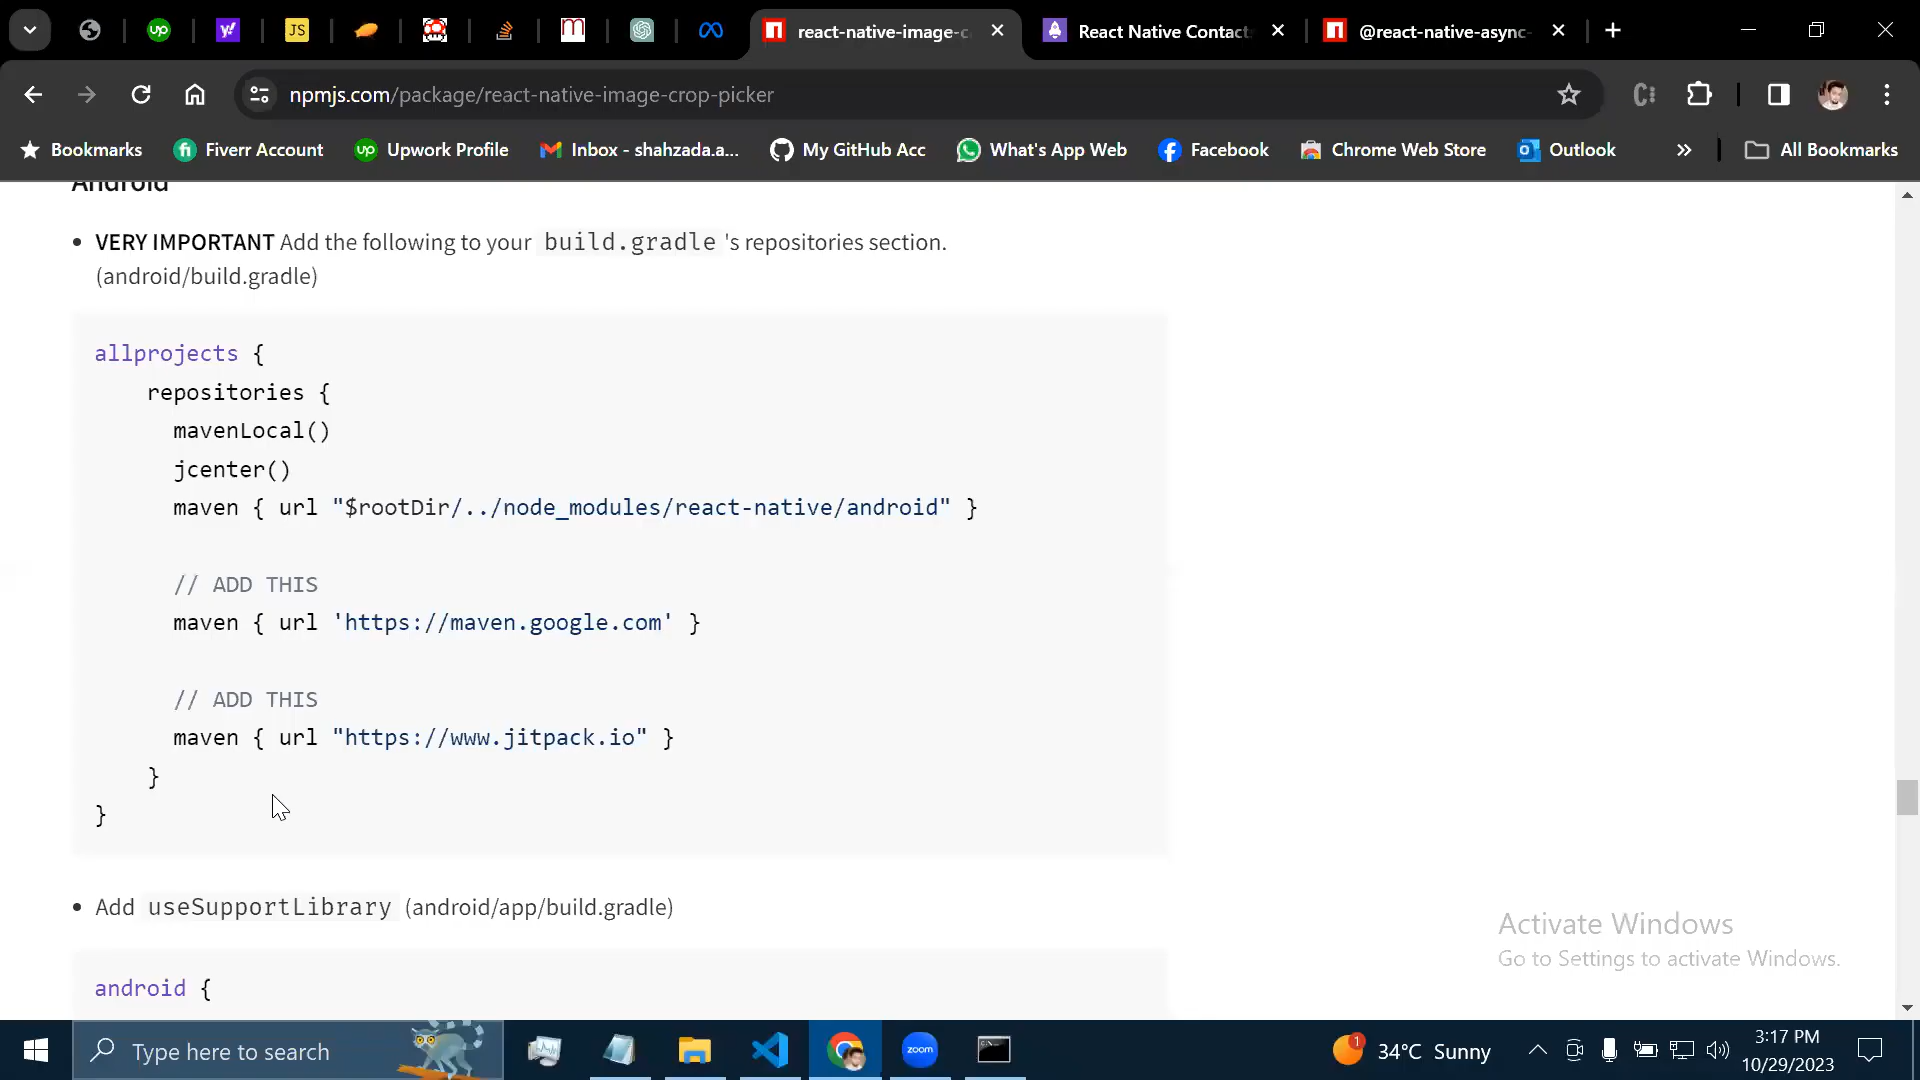 react-native-image-c
React Native Contact
@react-native-async-
npmjs.com/package/react-native-image-crop-picker
Bookmarks
Fiverr Account
Upwork Profile
Inbox - shahzada.a...
My GitHub Acc
What's App Web
Facebook
Chrome Web Store
Outlook
All Bookmarks
Android
• VERY IMPORTANT Add the following to your build.gradle 's repositories section.
(android/build.gradle)
allprojects {
repositories {
mavenLocal()
jcenter()
maven { url "$rootDir/../node_modules/react-native/android" }
// ADD THIS
maven { url 'https://maven.google.com' }
// ADD THIS
maven { url "https://www.jitpack.io" }
}
}
• Add useSupportLibrary (android/app/build.gradle)
android {
Activate Windows
Go to Settings to activate Windows.
Type here to search
zoom
34°C Sunny
3:17 PM
10/29/2023